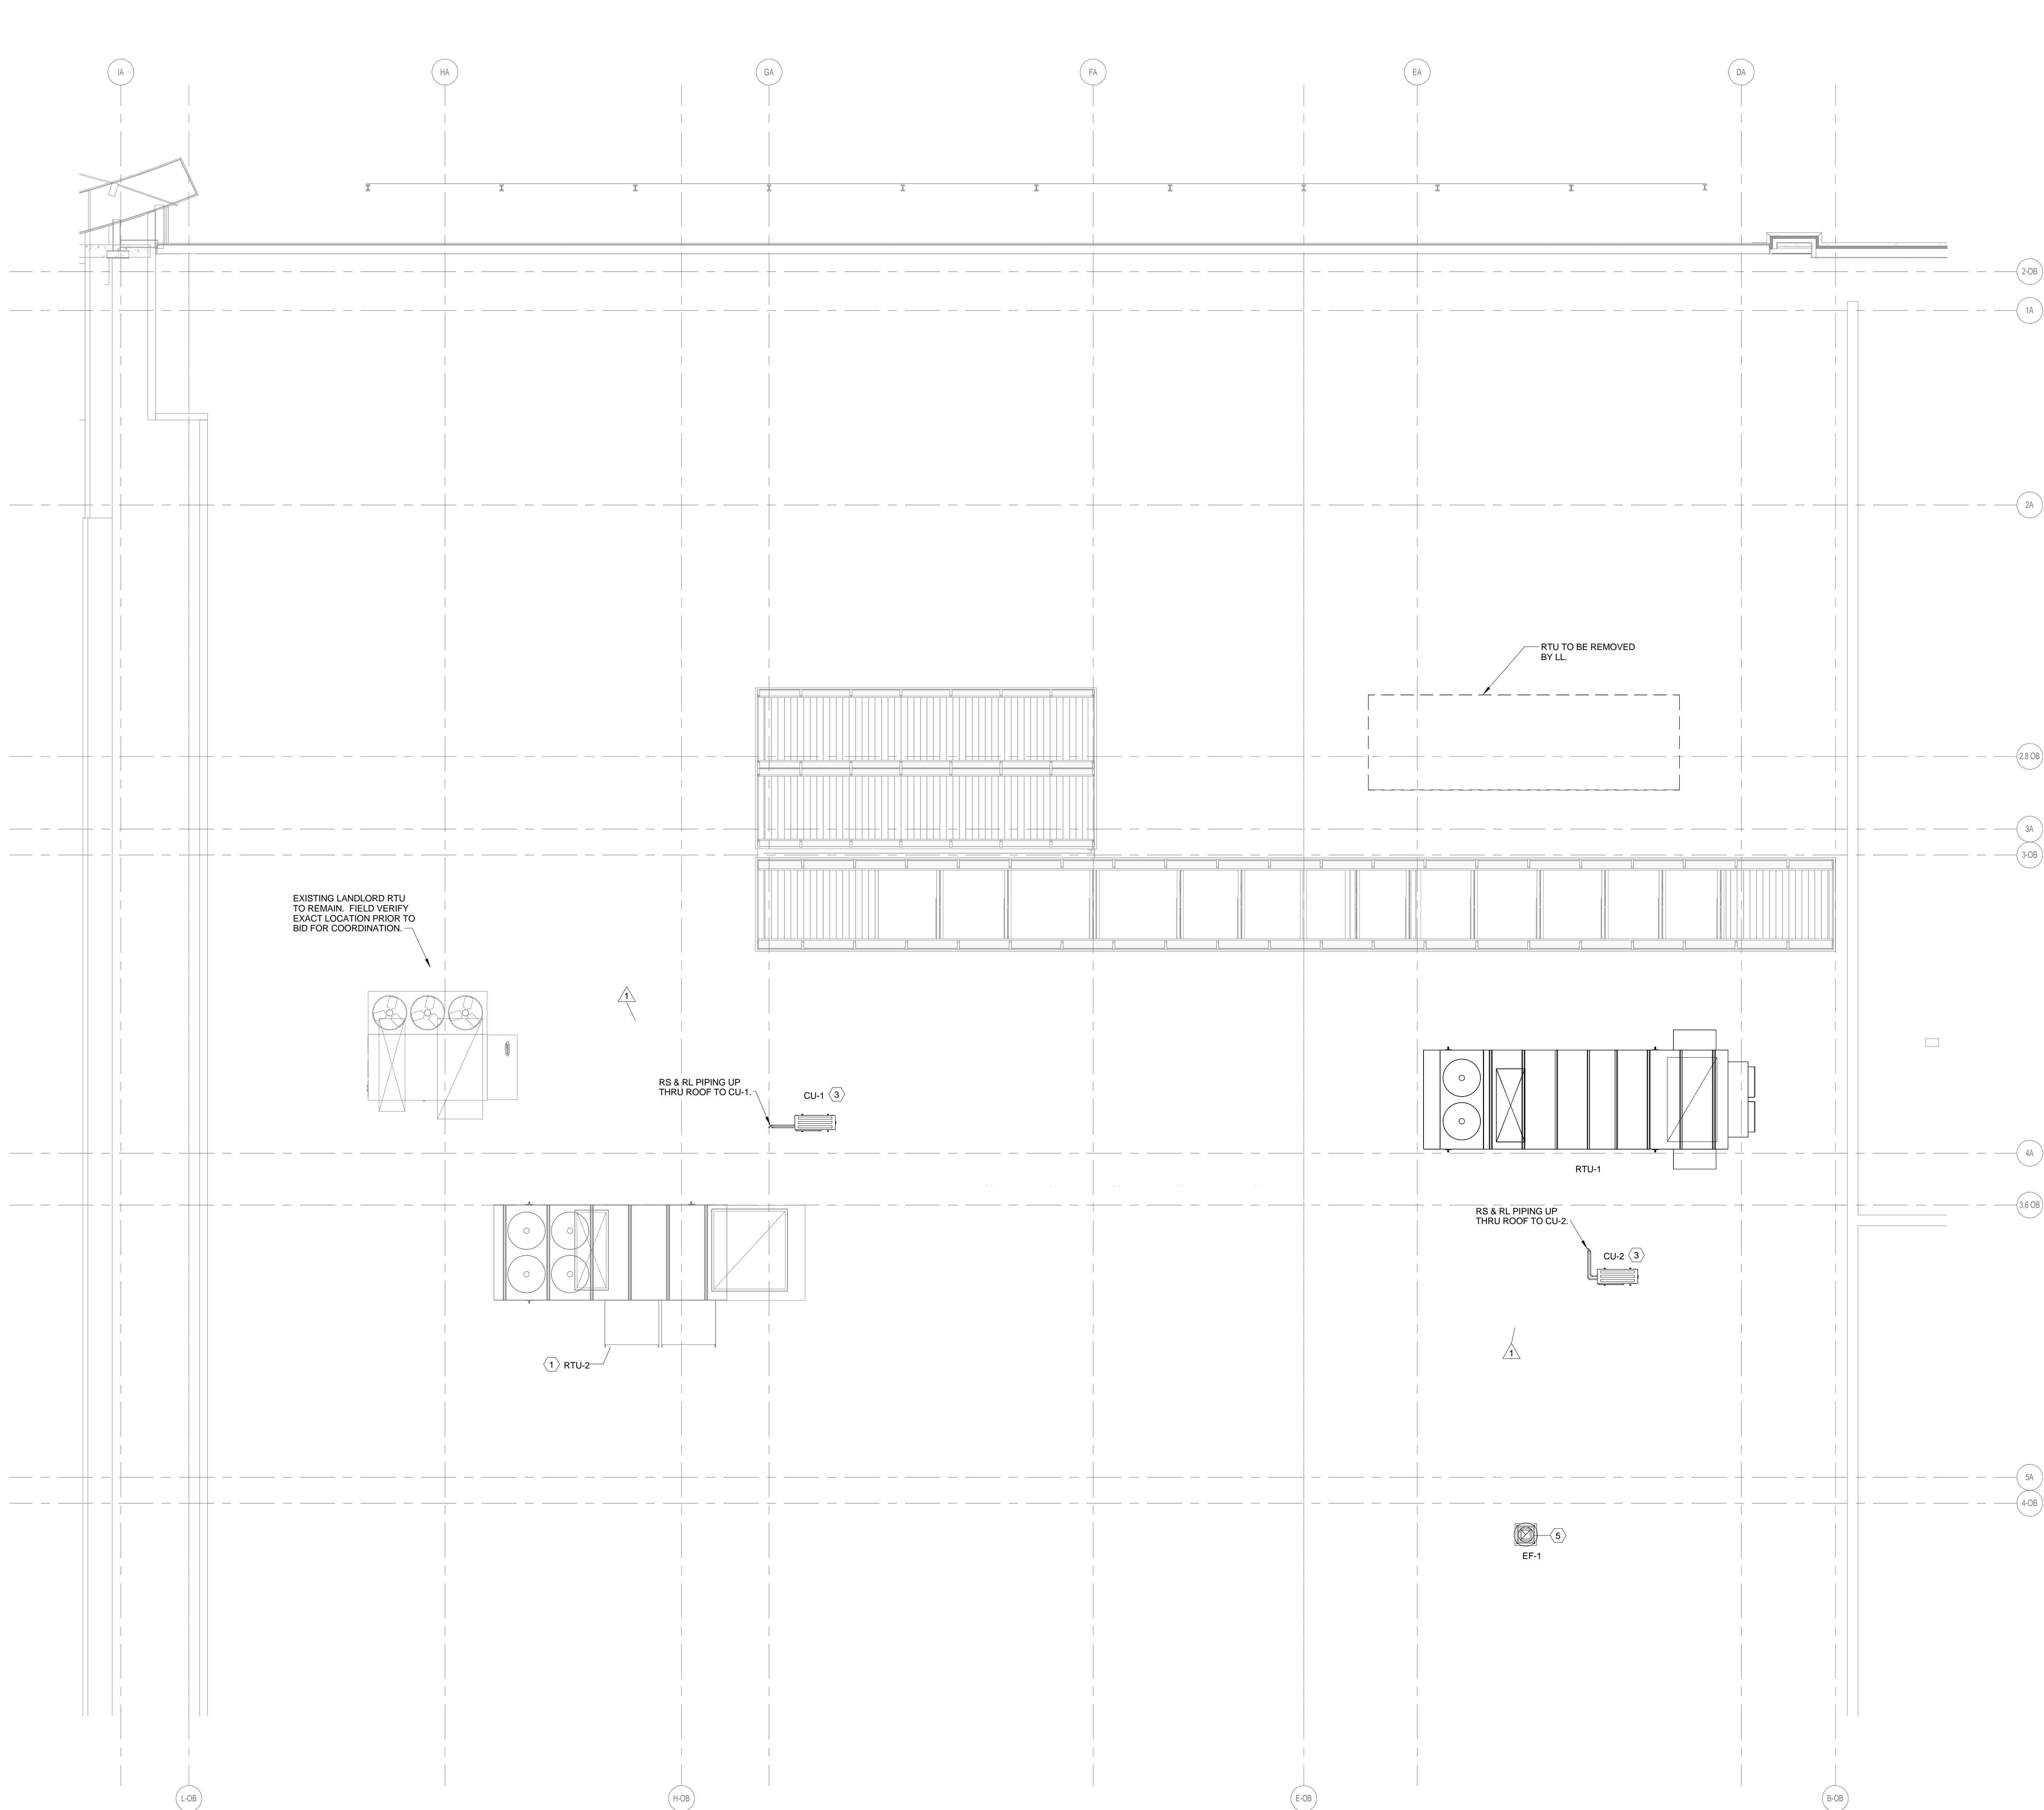 IA
HA
GA
FA
EA
DA
2-OB
1A
2A
RTU TO BE REMOVED
BY LL.
2.8 OB
3A
3-OB
EXISTING LANDLORD RTU
TO REMAIN. FIELD VERIFY
EXACT LOCATION PRIOR TO
BID FOR COORDINATION.
1
RS & RL PIPING UP
THRU ROOF TO CU-1.
CU-1 3
4A
RTU-1
3.6 OB
RS & RL PIPING UP
THRU ROOF TO CU-2.
CU-2 3
1
1 RTU-2
5A
4-OB
5
EF-1
L-OB
H-OB
E-OB
B-OB